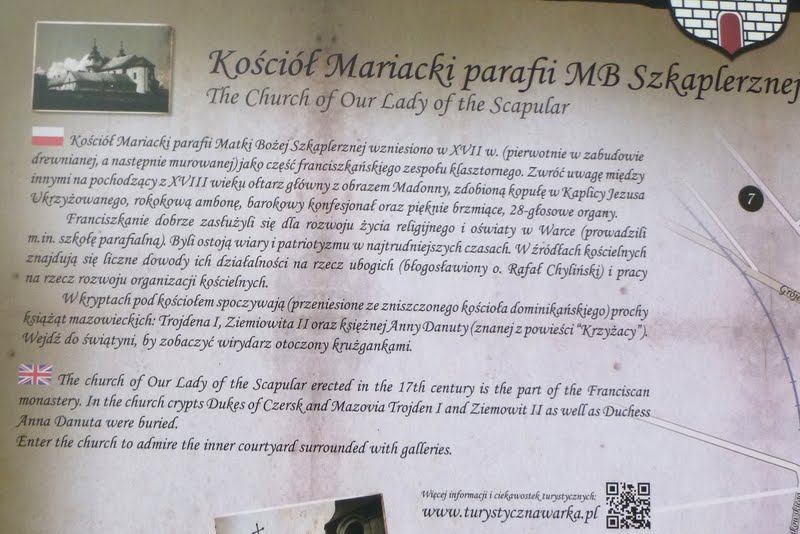 Kościół Mariacki parafii MB Szkaplerznej
The Church of Our Lady of the Scapular
Kościół Mariacki parafii Matki Bożej Szkaplerznej wzniesiono w XVII w. (pierwotnie w zabudowie
drewnianej, a następnie murowanej) jako część franciszkańskiego zespołu klasztornego. Zwróć uwagę między
innymi na pochodzący z XVIII wieku ołtarz główny z obrazem Madonny, zdobioną kopułę w Kaplicy Jezusa
Ukrzyżowanego, rokokową ambonę, barokowy konfesjonał oraz pięknie brzmiące, 28-głosowe organy.
Franciszkanie dobrze zasłużyli się dla rozwoju życia religijnego i oświaty w Warce (prowadzili
m.in. szkołę parafialną). Byli ostoją wiary i patriotyzmu w najtrudniejszych czasach. W źródłach kościelnych
znajdują się liczne dowody ich działalności na rzecz ubogich (błogosławiony o. Rafał Chyliński) i pracy
na rzecz rozwoju organizacji kościelnych.
W kryptach pod kościołem spoczywają (przeniesione ze zniszczonego kościoła dominikańskiego) prochy
książąt mazowieckich: Trojdena I, Ziemiowita II oraz księżnej Anny Danuty (znanej z powieści "Krzyżacy").
Wejdź do świątyni, by zobaczyć wirydarz otoczony krużgankami.
The church of Our Lady of the Scapular erected in the 17th century is the part of the Franciscan
monastery. In the church crypts Dukes of Czersk and Mazovia Trojden I and Ziemowit II as well as Duchess
Anna Danuta were buried.
Enter the church to admire the inner courtyard surrounded with galleries.
Więcej informacji i ciekawostek turystycznych:
www.turystycznawarka.pl
7